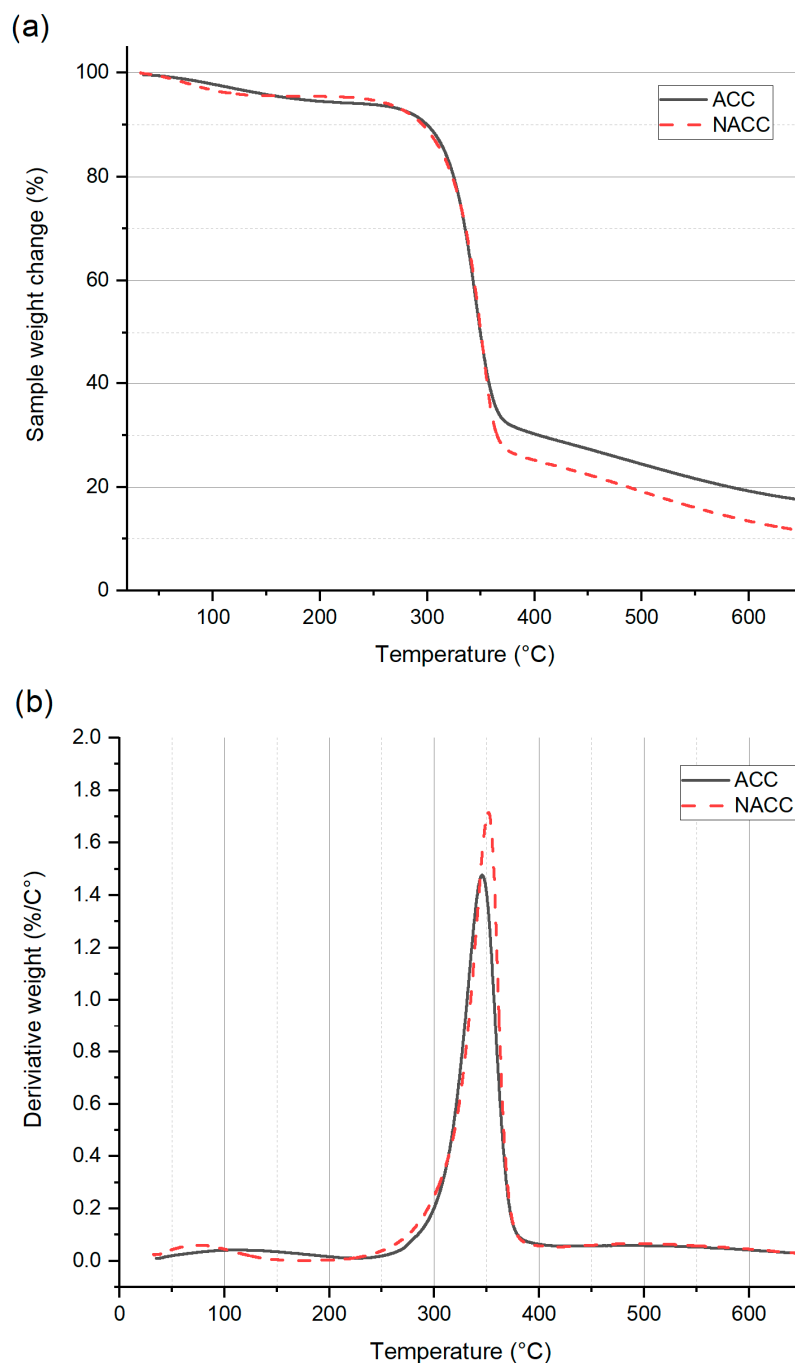 (a)
100
80
60
40
20
0
Sample weight change (%)
ACC
NACC
100 200 300 400 500 600
Temperature (°C)
(b)
2.0
1.8
1.6
1.4
1.2
1.0
0.8
0.6
0.4
0.2
0.0
Deriviative weight (%/C°)
ACC
NACC
0 100 200 300 400 500 600
Temperature (°C)